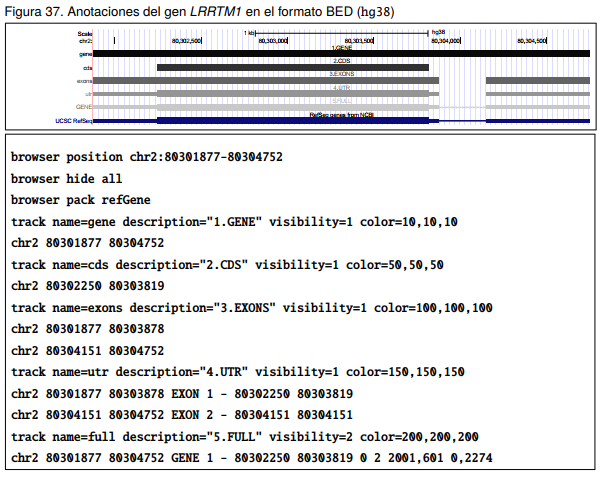 Figura 37. Anotaciones del gen LRRTM1 en el formato BED (hg38)
Scale 1 kb hg38
chr2: 80,302,500 80,303,000 80,303,500 80,304,000 80,304,500
1.GENE
gene
2.CDS
cds
3.EXONS
exons
4.UTR
utr
5.FULL
GENE
RefSeq genes from NCBI
UCSC RefSeq
browser position chr2:80301877-80304752
browser hide all
browser pack refGene
track name=gene description="1.GENE" visibility=1 color=10,10,10
chr2 80301877 80304752
track name=cds description="2.CDS" visibility=1 color=50,50,50
chr2 80302250 80303819
track name=exons description="3.EXONS" visibility=1 color=100,100,100
chr2 80301877 80303878
chr2 80304151 80304752
track name=utr description="4.UTR" visibility=1 color=150,150,150
chr2 80301877 80303878 EXON 1 - 80302250 80303819
chr2 80304151 80304752 EXON 2 - 80304151 80304151
track name=full description="5.FULL" visibility=2 color=200,200,200
chr2 80301877 80304752 GENE 1 - 80302250 80303819 0 2 2001,601 0,2274